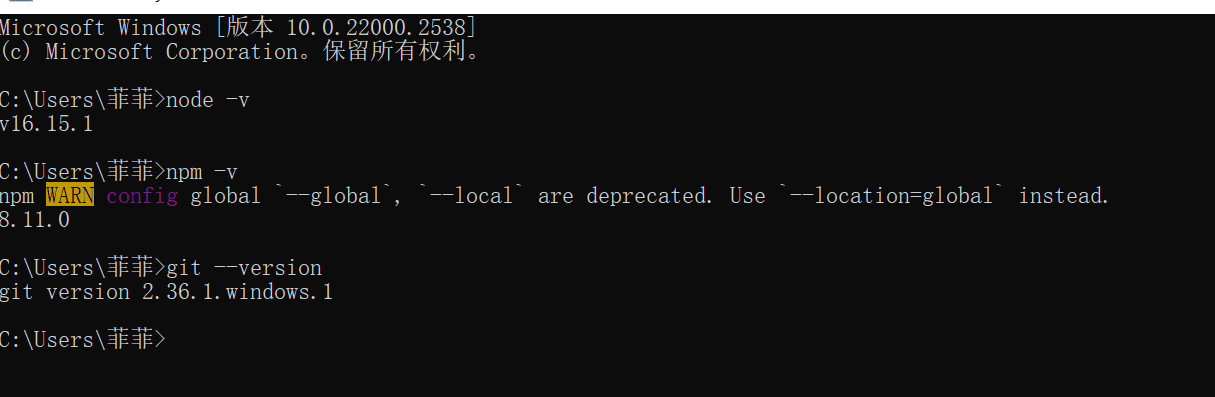 Microsoft Windows [版本 10.0.22000.2538]
(c) Microsoft Corporation。保留所有权利。
C:\Users\菲菲>node -v
v16.15.1
C:\Users\菲菲>npm -v
npm WARN config global `--global`, `--local` are deprecated. Use `--location=global` instead.
8.11.0
C:\Users\菲菲>git --version
git version 2.36.1.windows.1
C:\Users\菲菲>